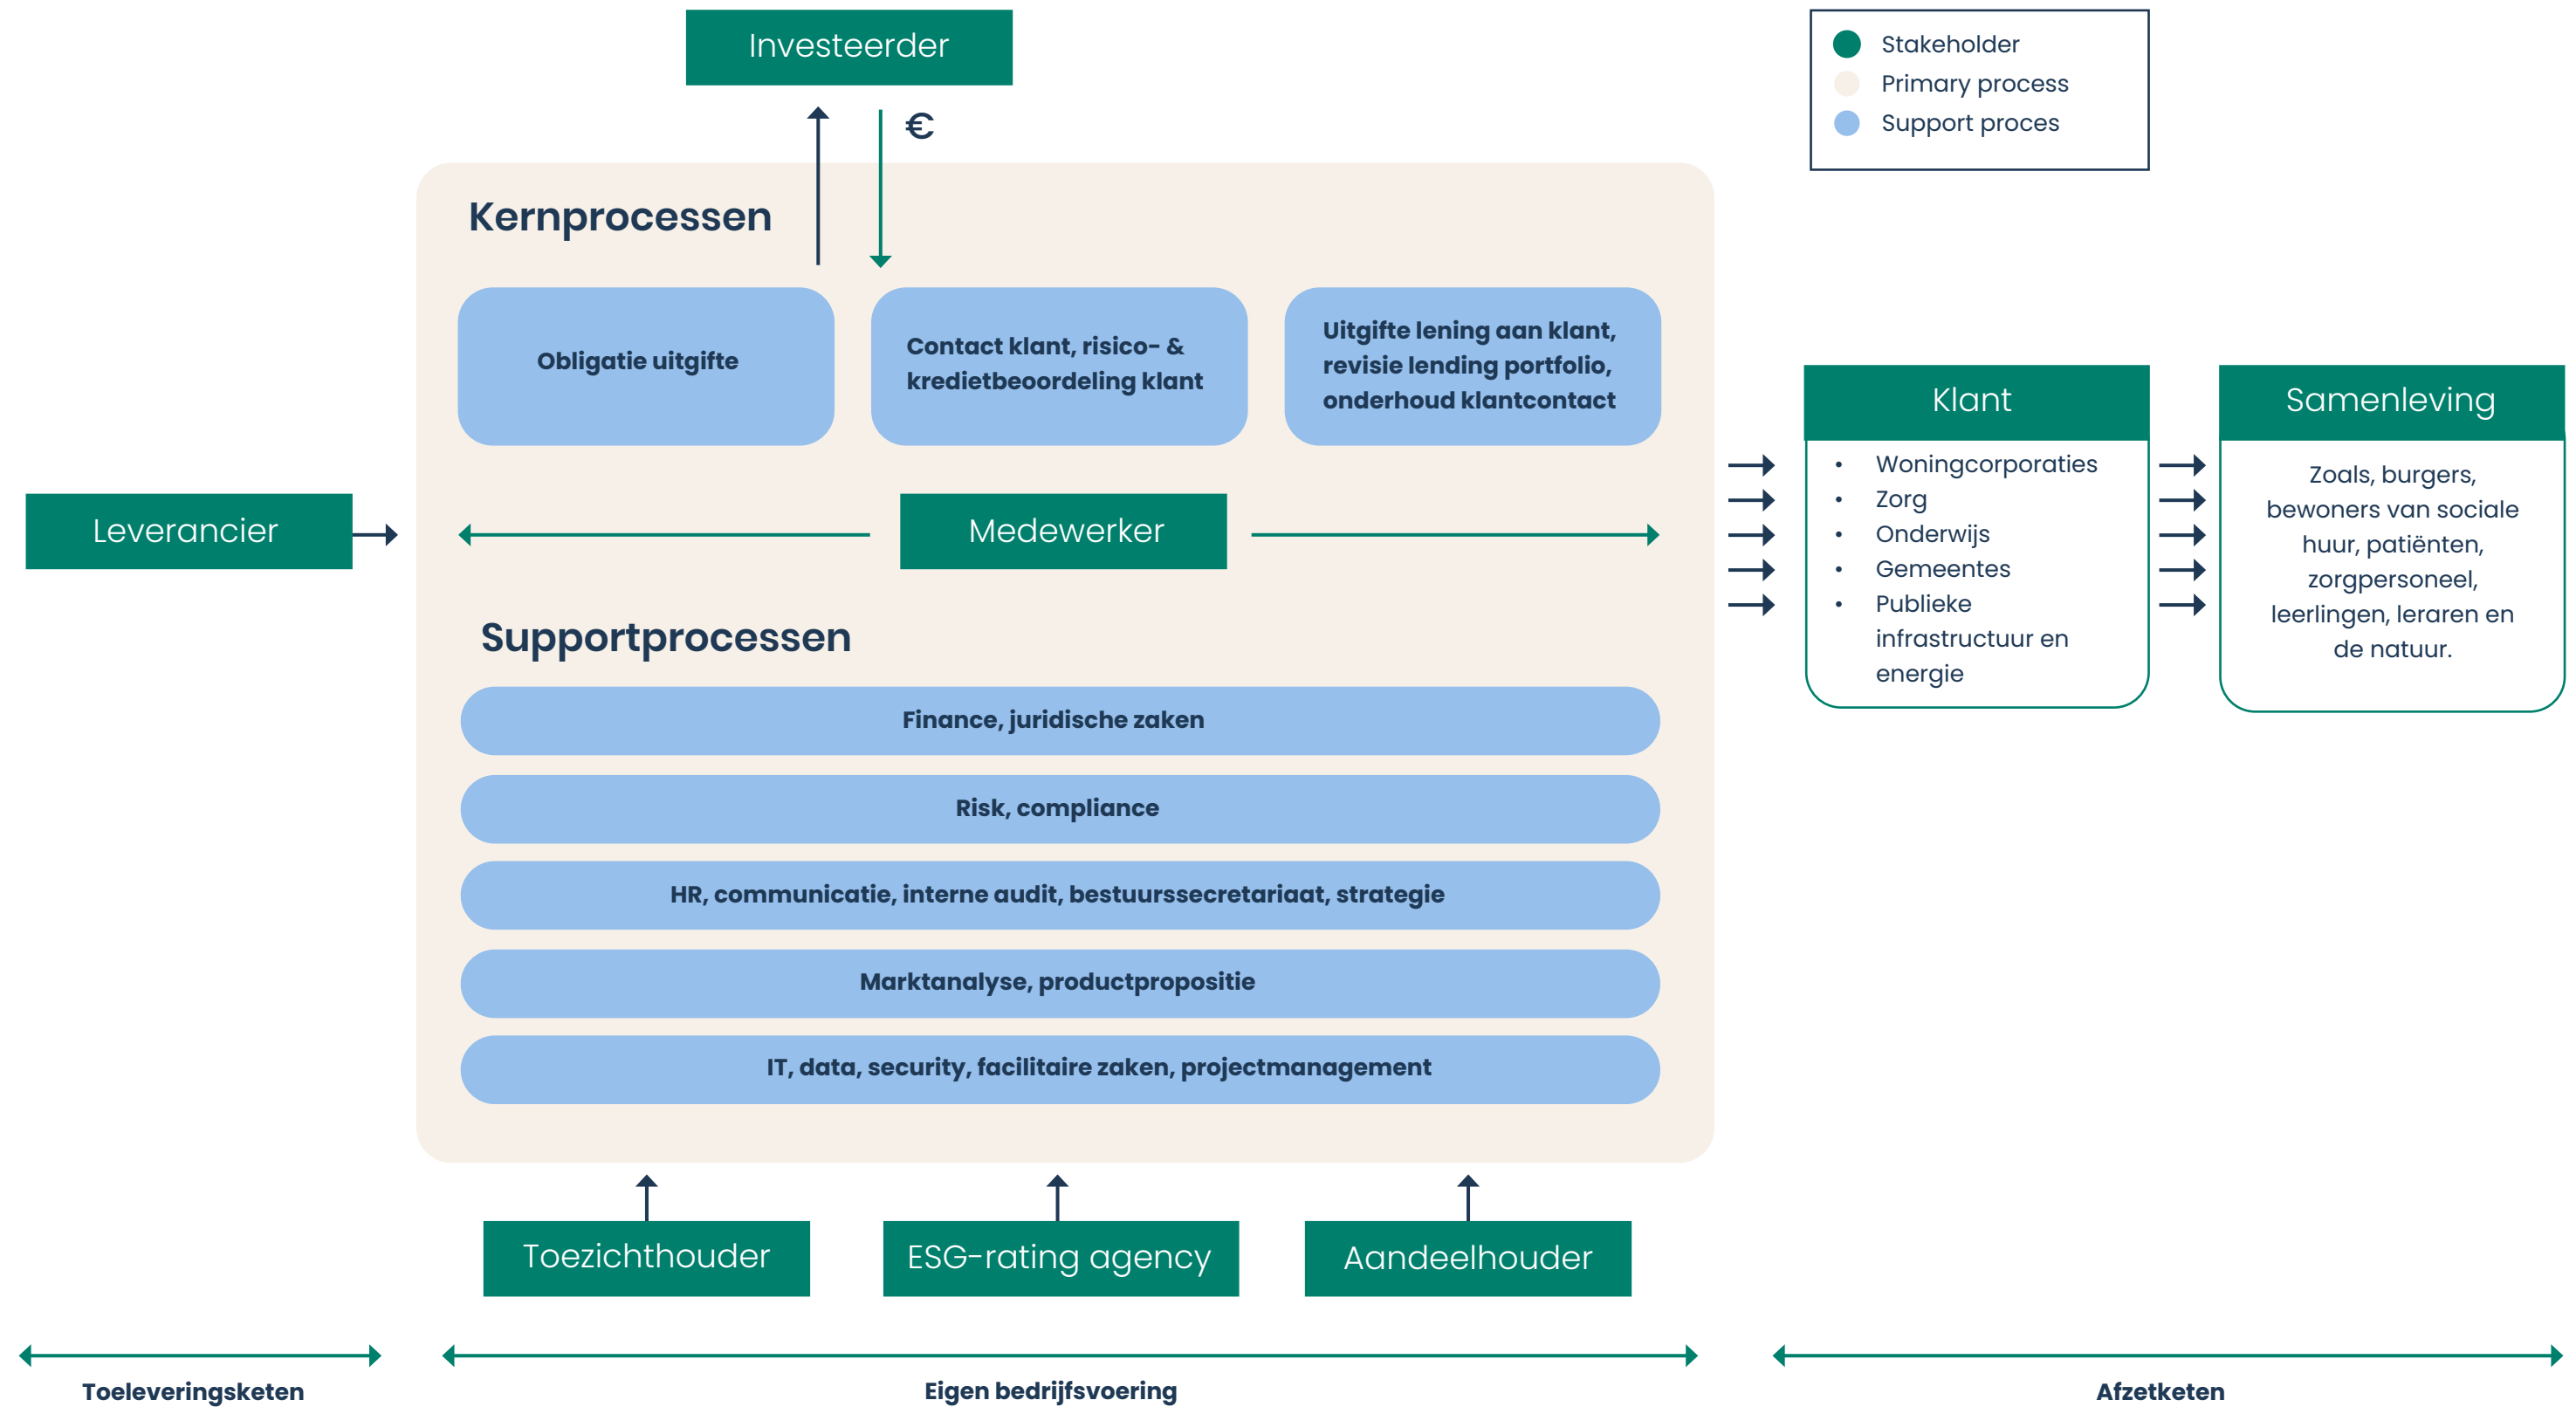 Investeerder
€
Stakeholder
Primary process
Support proces
Kernprocessen
Obligatie uitgifte
Contact klant, risico- &
kredietbeoordeling klant
Uitgifte lening aan klant,
revisie lending portfolio,
onderhoud klantcontact
Leverancier
Medewerker
Klant
• Woningcorporaties
• Zorg
• Onderwijs
• Gemeentes
• Publieke
infrastructuur en
energie
Samenleving
Zoals, burgers,
bewoners van sociale
huur, patiënten,
zorgpersoneel,
leerlingen, leraren en
de natuur.
Supportprocessen
Finance, juridische zaken
Risk, compliance
HR, communicatie, interne audit, bestuurssecretariaat, strategie
Marktanalyse, productpropositie
IT, data, security, facilitaire zaken, projectmanagement
Toezichthouder
ESG-rating agency
Aandeelhouder
Toeleveringsketen
Eigen bedrijfsvoering
Afzetketen